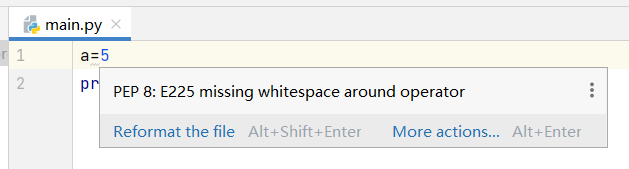 main.py
1 a=5
2 pr
PEP 8: E225 missing whitespace around operator
Reformat the file Alt+Shift+Enter More actions... Alt+Enter